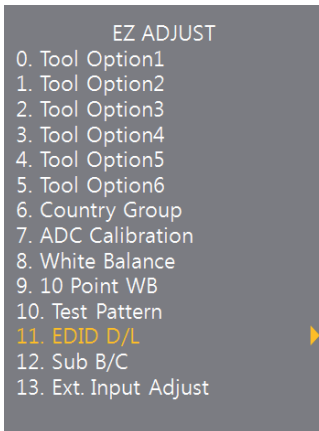 EZ ADJUST
0. Tool Option1
1. Tool Option2
2. Tool Option3
3. Tool Option4
4. Tool Option5
5. Tool Option6
6. Country Group
7. ADC Calibration
8. White Balance
9. 10 Point WB
10. Test Pattern
11. EDID D/L
12. Sub B/C
13. Ext. Input Adjust